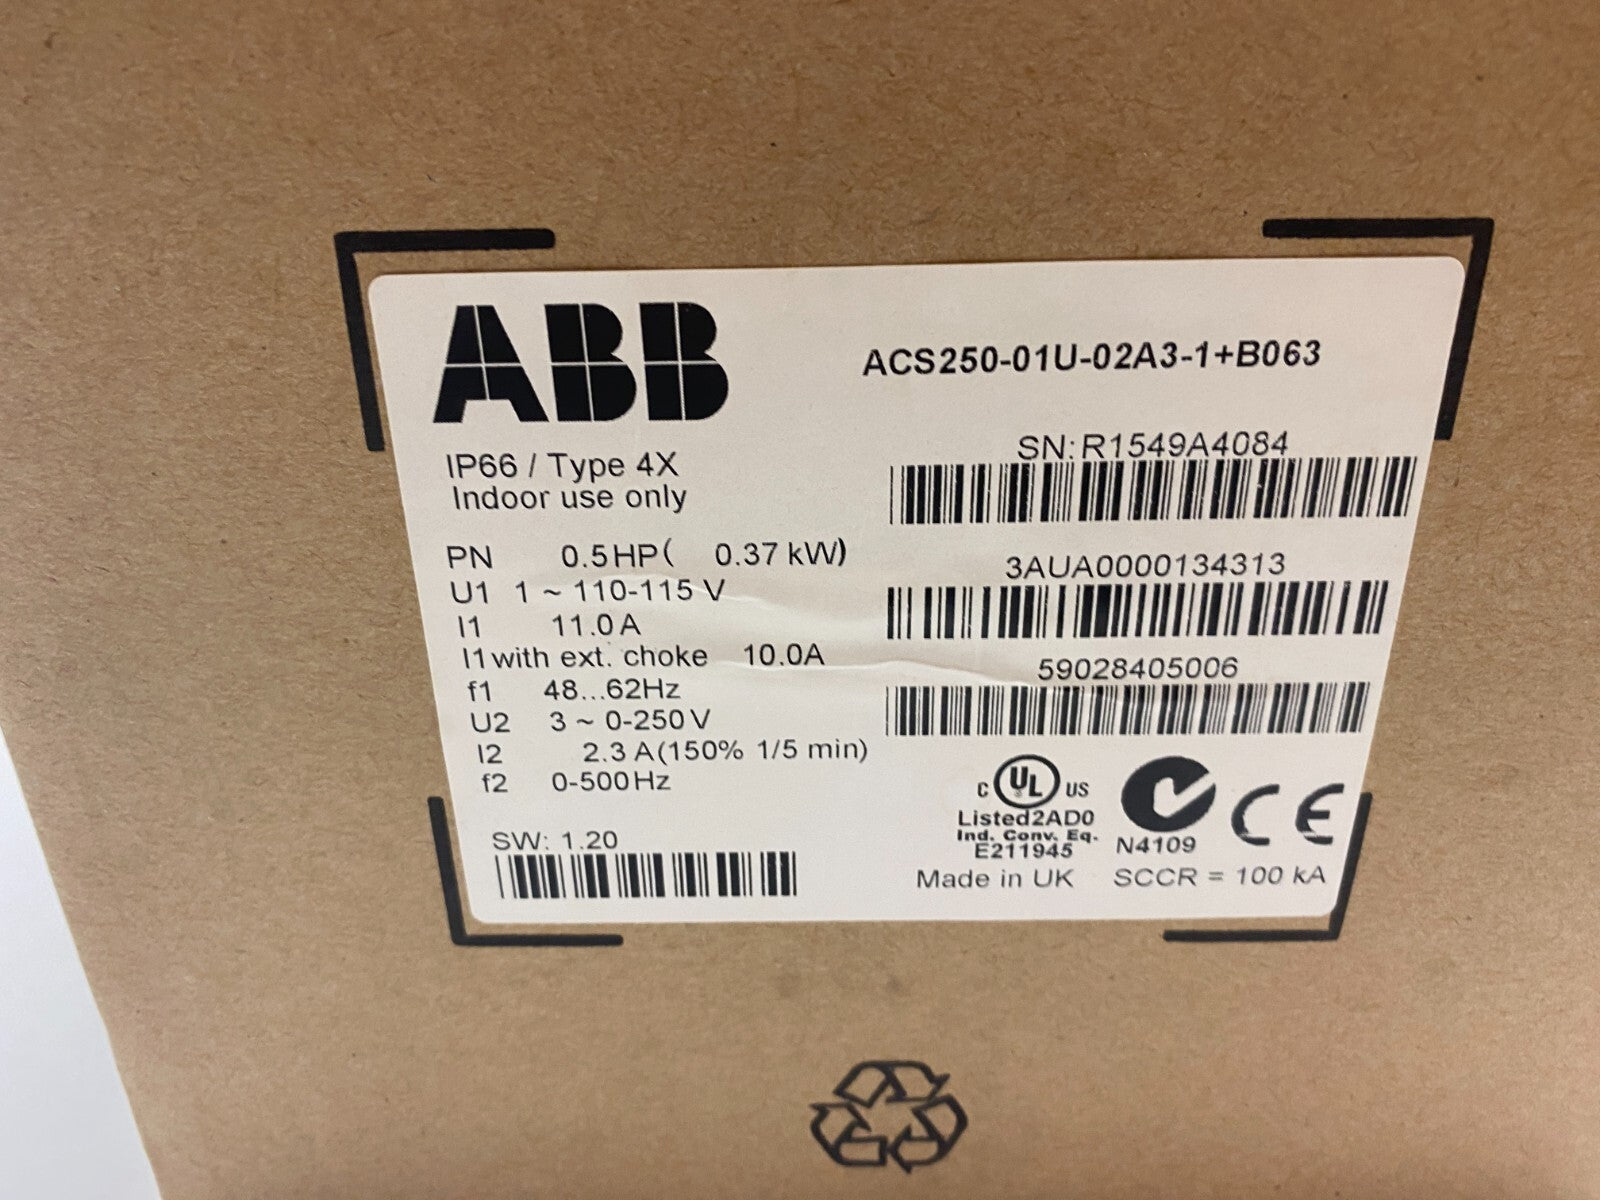 ABB
ACS250-01U-02A3-1+B063
IP66 / Type 4X
Indoor use only
PN 0.5HP( 0.37 kW)
U1 1 ~ 110-115 V
I1 11.0A
I1 with ext. choke 10.0A
f1 48...62Hz
U2 3 ~ 0-250V
I2 2.3 A(150% 1/5 min)
f2 0-500Hz
SW: 1.20
SN:R1549A4084
3AUA0000134313
59028405006
C UL US
Listed2AD0
Ind. Conv. Eq.
E211945
N4109
CE
Made in UK SCCR = 100 kA